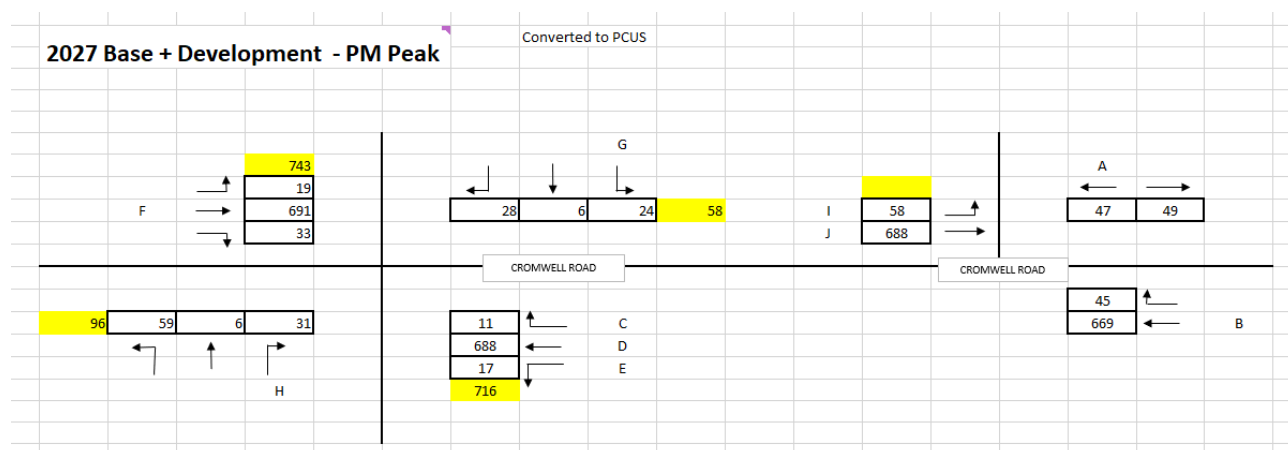 Converted to PCUS
2027 Base + Development - PM Peak
G
743
A
19
F 691 28 6 24 58 I 58 47 49
33 J 688
CROMWELL ROAD
CROMWELL ROAD
45
96 59 6 31 11 C 669 B
688 D
17 E
H 716